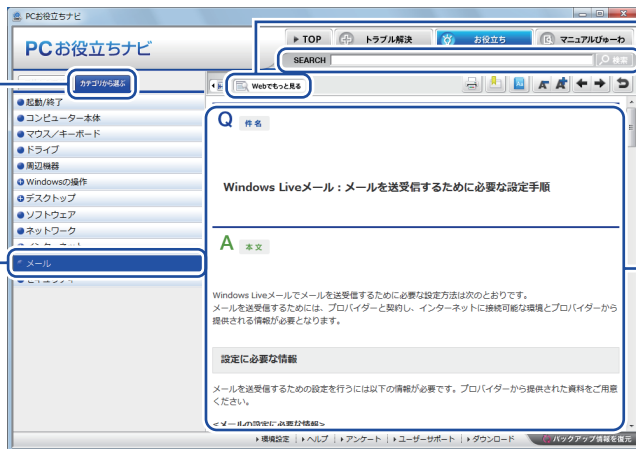 PCお役立ちナビ
PCお役立ちナビ
TOP
トラブル解決
お役立ち
マニュアルびゅーわ
SEARCH
検索
カテゴリから選ぶ
Webでもっと見る
起動/終了
コンピューター本体
マウス/キーボード
ドライブ
周辺機器
Windowsの操作
デスクトップ
ソフトウェア
ネットワーク
メール
Q 件名
Windows Liveメール:メールを送受信するために必要な設定手順
A 本文
Windows Liveメールでメールを送受信するために必要な設定方法は次のとおりです。
メールを送受信するためには、プロバイダーと契約し、インターネットに接続可能な環境とプロバイダーから
提供される情報が必要となります。
設定に必要な情報
メールを送受信するための設定を行うには以下の情報が必要です。プロバイダーから提供された資料をご用意
ください。
<メールの設定に必要な情報>
環境設定 ヘルプ アンケート ユーザーサポート ダウンロード バックアップ情報を復元